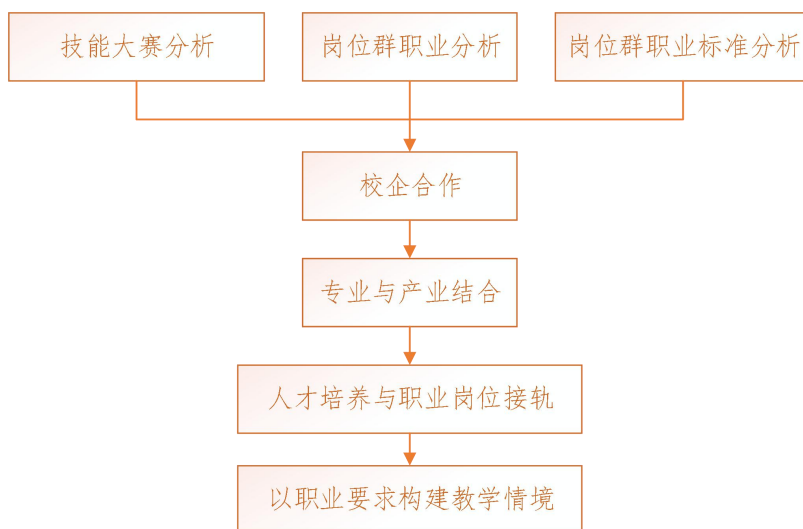 技能大赛分析
岗位群职业分析
岗位群职业标准分析
校企合作
专业与产业结合
人才培养与职业岗位接轨
以职业要求构建教学情境